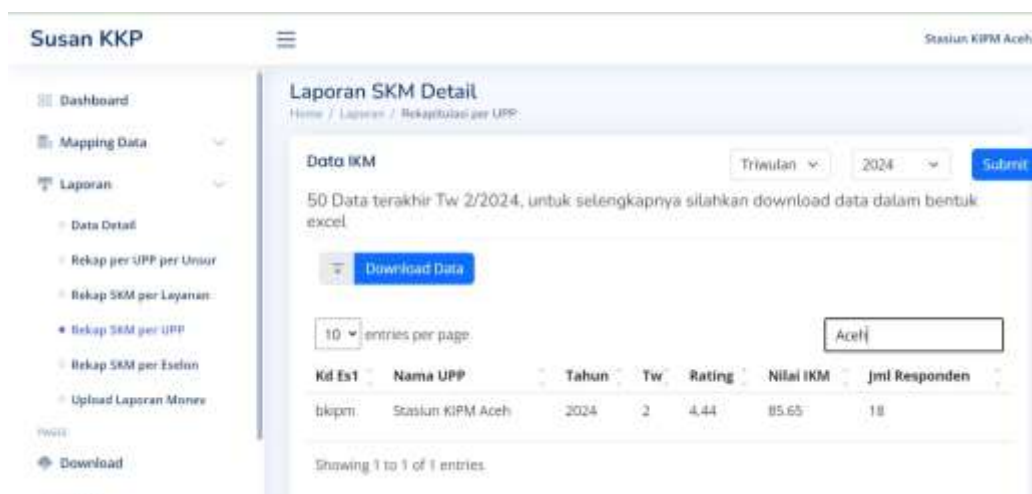 Susan KKP
Stasiun KIPM Aceh
Dashboard
Mapping Data
Laporan
Data Detail
Rekap per UPP per Unsur
Rekap SKM per Layanan
Rekap SKM per UPP
Rekap SKM per Eselon
Upload Laporan Monev
PAGES
Download
Laporan SKM Detail
Home / Laporan / Rekapitulasi per UPP
Data IKM
Triwulan
2024
Submit
50 Data terakhir Tw 2/2024, untuk selengkapnya silahkan download data dalam bentuk
excel
Download Data
10 entries per page
Aceh
Kd Es1 Nama UPP Tahun Tw Rating Nilai IKM Jml Responden
bkipm Stasiun KIPM Aceh 2024 2 4.44 85.65 18
Showing 1 to 1 of 1 entries